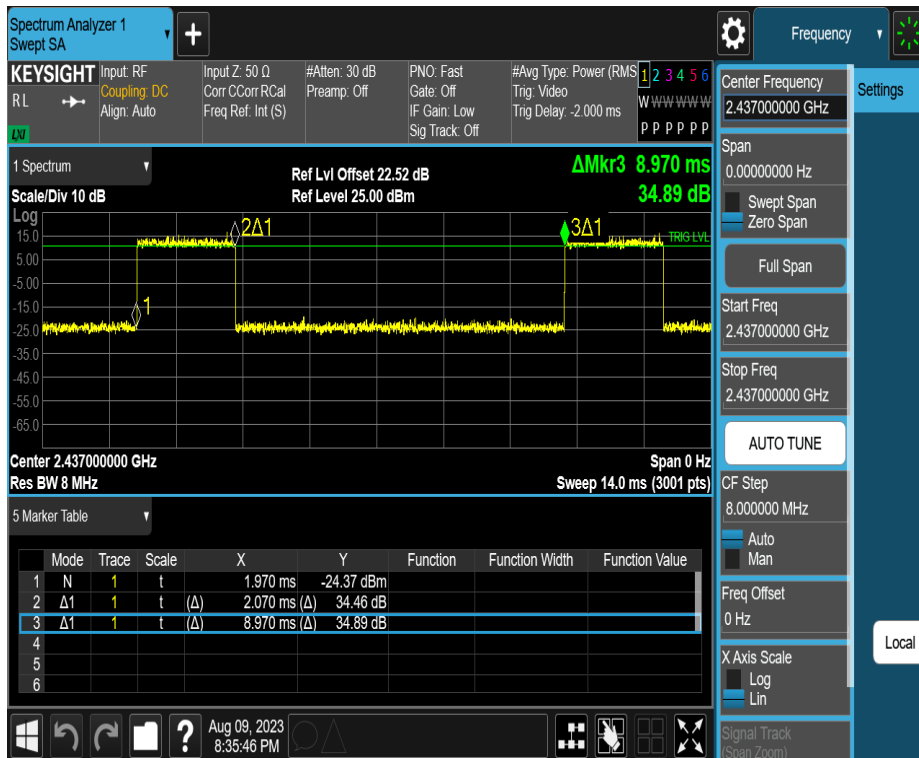 Spectrum Analyzer 1
Swept SA
Frequency
KEYSIGHT
R L
LXI
Input: RF
Coupling: DC
Align: Auto
Input Z: 50 Ω
Corr CCorr RCal
Freq Ref: Int (S)
#Atten: 30 dB
Preamp: Off
PNO: Fast
Gate: Off
IF Gain: Low
Sig Track: Off
#Avg Type: Power (RMS
Trig: Video
Trig Delay: -2.000 ms
1 2 3 4 5 6
W W W W W W
P P P P P P
1 Spectrum
Scale/Div 10 dB
Ref Lvl Offset 22.52 dB
Ref Level 25.00 dBm
ΔMkr3 8.970 ms
34.89 dB
Log
15.0
5.00
-5.00
-15.0
-25.0
-35.0
-45.0
-55.0
-65.0
1
2Δ1
3Δ1
TRIG LVL
Center 2.437000000 GHz
Span 0 Hz
Res BW 8 MHz
Sweep 14.0 ms (3001 pts)
5 Marker Table
Mode Trace Scale X Y Function Function Width Function Value
1 N 1 t 1.970 ms -24.37 dBm
2 Δ1 1 t (Δ) 2.070 ms (Δ) 34.46 dB
3 Δ1 1 t (Δ) 8.970 ms (Δ) 34.89 dB
4
5
6
?
Aug 09, 2023
8:35:46 PM
Center Frequency
2.437000000 GHz
Span
0.00000000 Hz
Swept Span
Zero Span
Full Span
Start Freq
2.437000000 GHz
Stop Freq
2.437000000 GHz
AUTO TUNE
CF Step
8.000000 MHz
Auto
Man
Freq Offset
0 Hz
X Axis Scale
Log
Lin
Signal Track
(Span Zoom)
Settings
Local